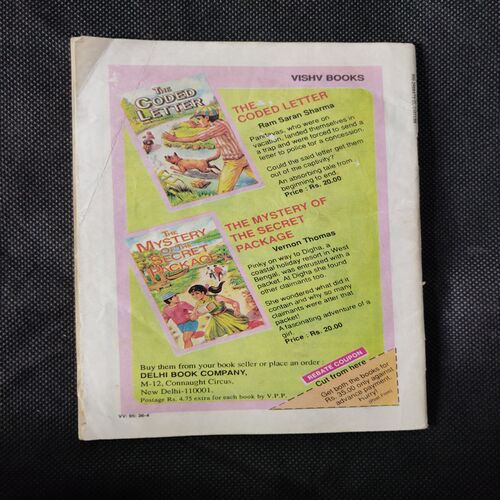 VISHV BOOKS
THE
CODED
LETTER
THE
CODED LETTER
Ram Saran Sharma
Pandavas, who were on
vacation, landed themselves in
a trap and were forced to send a
letter to police for a concession.
Could the said letter get them
out of the captivity?
An absorbing tale from
beginning to end.
Price : Rs. 20.00
THE
MYSTERY
OF THE
SECRET
PACKAGE
THE MYSTERY OF
THE SECRET
PACKAGE
Vernon Thomas
Pinky on way to Digha, a
coastal holiday resort in West
Bengal, was entrusted with a
packet. At Digha she found
other claimants too.
She wondered what did it
contain and why so many
claimants were after that
packet!
A fascinating adventure of a
girl.
Price : Rs. 20.00
Buy them from your book seller or place an order :
DELHI BOOK COMPANY,
M-12, Connaught Circus,
New Delhi-110001.
Postage Rs. 4.75 extra for each book by V.P.P.
REBATE COUPON
Cut from here
Get both the books for
Rs. 35.00 only against
advance payment.
Hurry!